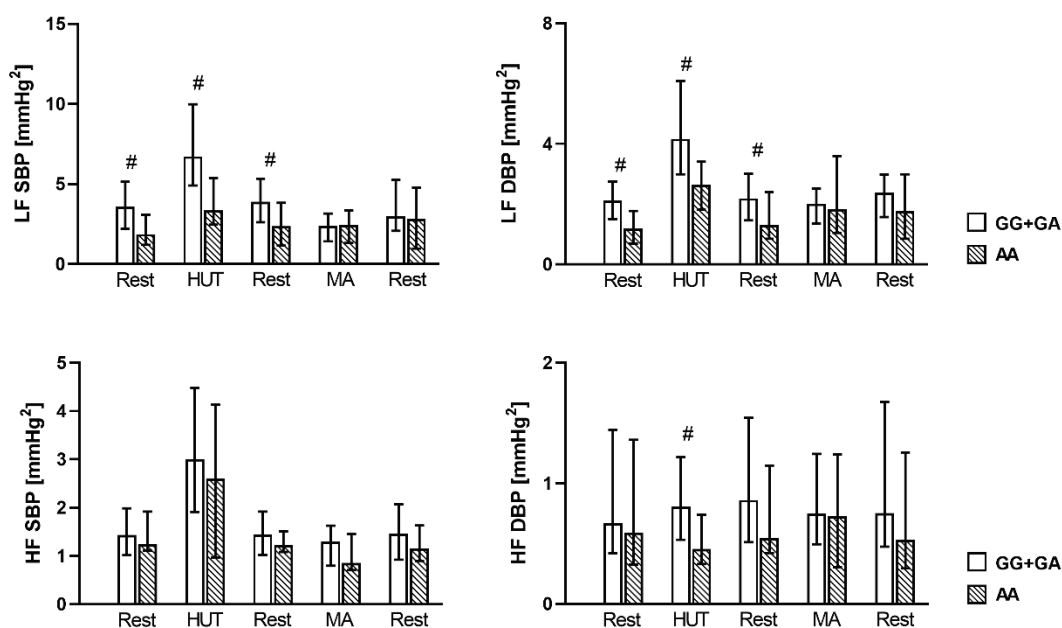 15
10
5
0
LF SBP [mmHg²]
#
#
#
Rest HUT Rest MA Rest
8
4
0
LF DBP [mmHg²]
#
#
#
Rest HUT Rest MA Rest
GG+GA
AA
5
4
3
2
1
0
HF SBP [mmHg²]
Rest HUT Rest MA Rest
2
1
0
HF DBP [mmHg²]
#
Rest HUT Rest MA Rest
GG+GA
AA